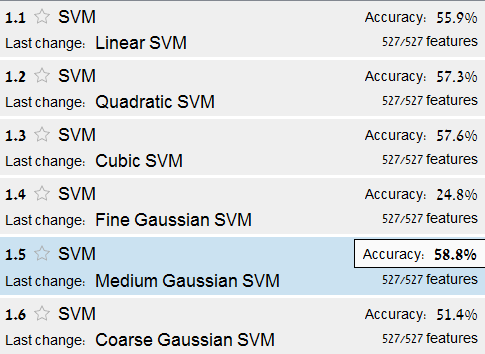 1.1 SVM Accuracy: 55.9%
Last change: Linear SVM 527/527 features
1.2 SVM Accuracy: 57.3%
Last change: Quadratic SVM 527/527 features
1.3 SVM Accuracy: 57.6%
Last change: Cubic SVM 527/527 features
1.4 SVM Accuracy: 24.8%
Last change: Fine Gaussian SVM 527/527 features
1.5 SVM Accuracy: 58.8%
Last change: Medium Gaussian SVM 527/527 features
1.6 SVM Accuracy: 51.4%
Last change: Coarse Gaussian SVM 527/527 features